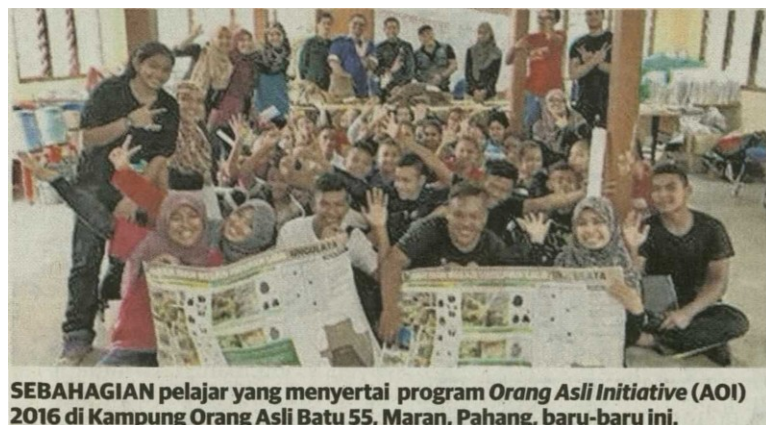 SEBAHAGIAN pelajar yang menyertai program Orang Asli Initiative (AOI)
2016 di Kampung Orang Asli Batu 55, Maran, Pahang, baru-baru ini.